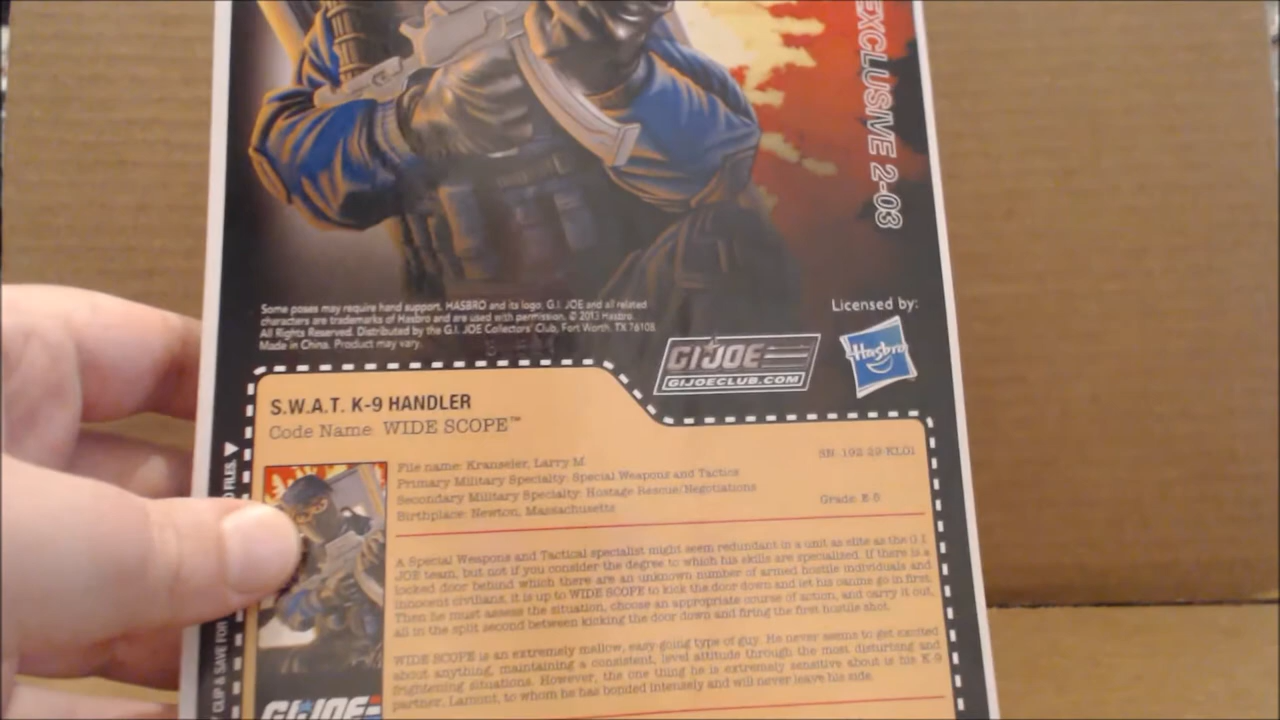 EXCLUSIVE 2-03
Some poses may require hand support. HASBRO and its logo, G.I. JOE and all related
characters are trademarks of Hasbro and are used with permission. © 2013 Hasbro.
All Rights Reserved. Distributed by the G.I. JOE Collectors' Club, Fort Worth, TX 76108.
Made in China. Product may vary.
Licensed by:
Hasbro
GIJOE
GIJOECLUB.COM
S.W.A.T. K-9 HANDLER
Code Name: WIDE SCOPE™
File name: Kranseler, Larry M.
SN: 192-29-KL01
Primary Military Specialty: Special Weapons and Tactics
Secondary Military Specialty: Hostage Rescue/Negotiations
Grade: E-5
Birthplace: Newton, Massachusetts
A Special Weapons and Tactical specialist might seem redundant in a unit as elite as the G.I.
JOE team, but not if you consider the degree to which his skills are specialized. If there is a
locked door behind which there are an unknown number of armed hostile individuals and
innocent civilians, it is up to WIDE SCOPE to kick the door down and let his canine go in first.
Then he must assess the situation, choose an appropriate course of action, and carry it out,
all in the split second between kicking the door down and firing the first hostile shot.
WIDE SCOPE is an extremely mellow, easy going type of guy. He never seems to get excited
about anything, maintaining a consistent, level attitude through the most disturbing and
frightening situations. However, the one thing he is extremely sensitive about is his K-9
partner, Lamont, to whom he has bonded intensely and will never leave his side.
GIJOE
CLIP & SAVE FOR
FILES.